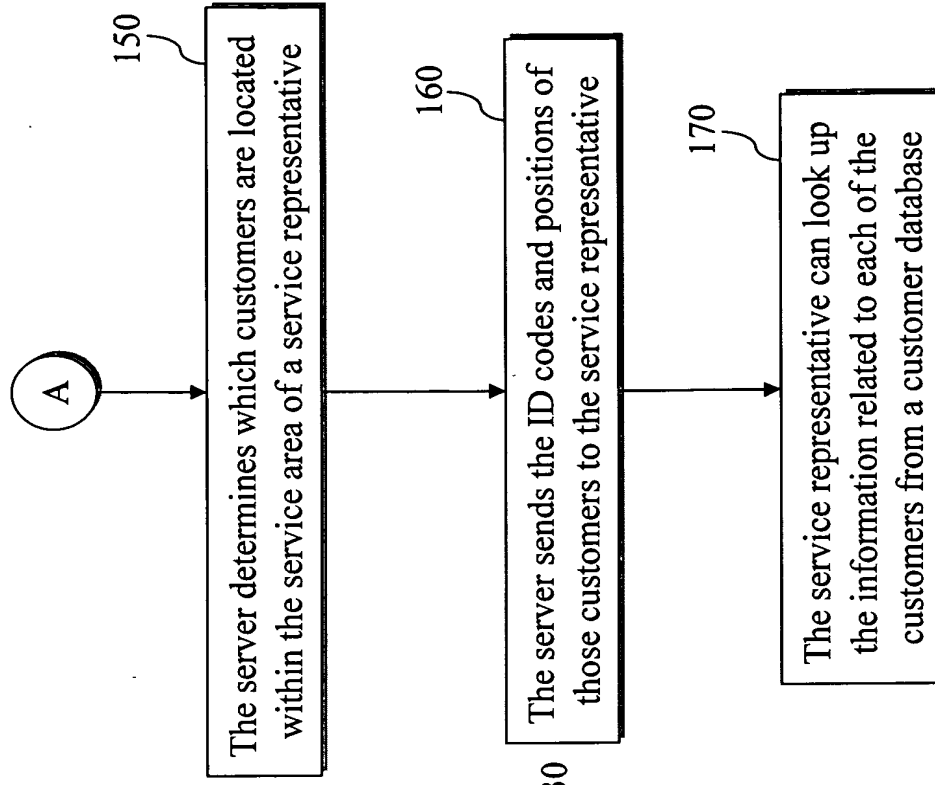 A
150
The server determines which customers are located
within the service area of a service representative
160
The server sends the ID codes and positions of
those customers to the service representative
170
The service representative can look up
the information related to each of the
customers from a customer database